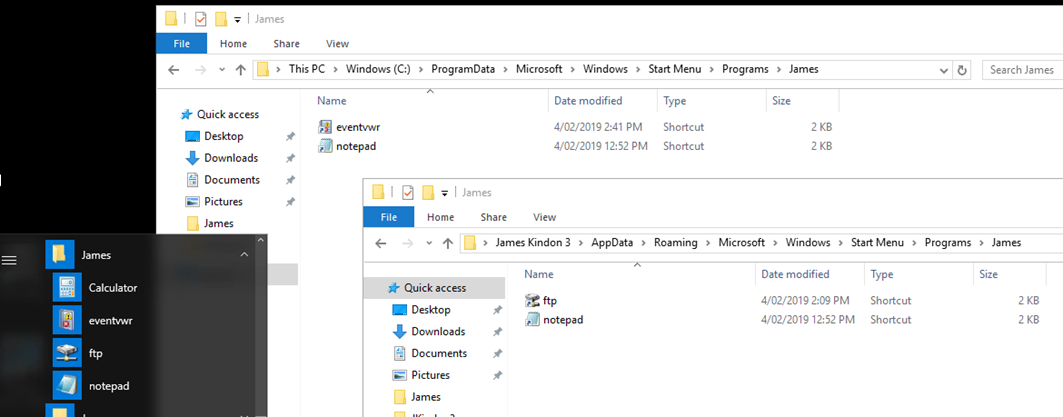 James
File Home Share View
This PC > Windows (C:) > ProgramData > Microsoft > Windows > Start Menu > Programs > James
Search James
Name Date modified Type Size
eventvwr 4/02/2019 2:41 PM Shortcut 2 KB
notepad 4/02/2019 12:52 PM Shortcut 2 KB
Quick access
Desktop
Downloads
Documents
Pictures
James
James
File Home Share View
James Kindon 3 > AppData > Roaming > Microsoft > Windows > Start Menu > Programs > James
Name Date modified Type Size
ftp 4/02/2019 2:09 PM Shortcut 2 KB
notepad 4/02/2019 12:52 PM Shortcut 2 KB
Quick access
Desktop
Downloads
Documents
Pictures
James
James
Calculator
eventvwr
ftp
notepad